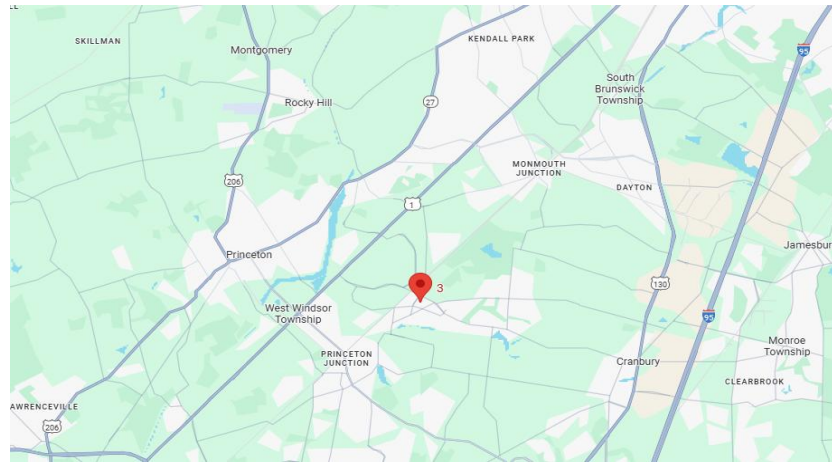 KENDALL PARK
SKILLMAN
Montgomery
95
South
Brunswick
Township
Rocky Hill
27
MONMOUTH
JUNCTION
206
DAYTON
1
Princeton
Jamesbur
130
3
West Windsor
Township
95
Monroe
Township
PRINCETON
JUNCTION
Cranbury
CLEARBROOK
AWRENCEVILLE
206